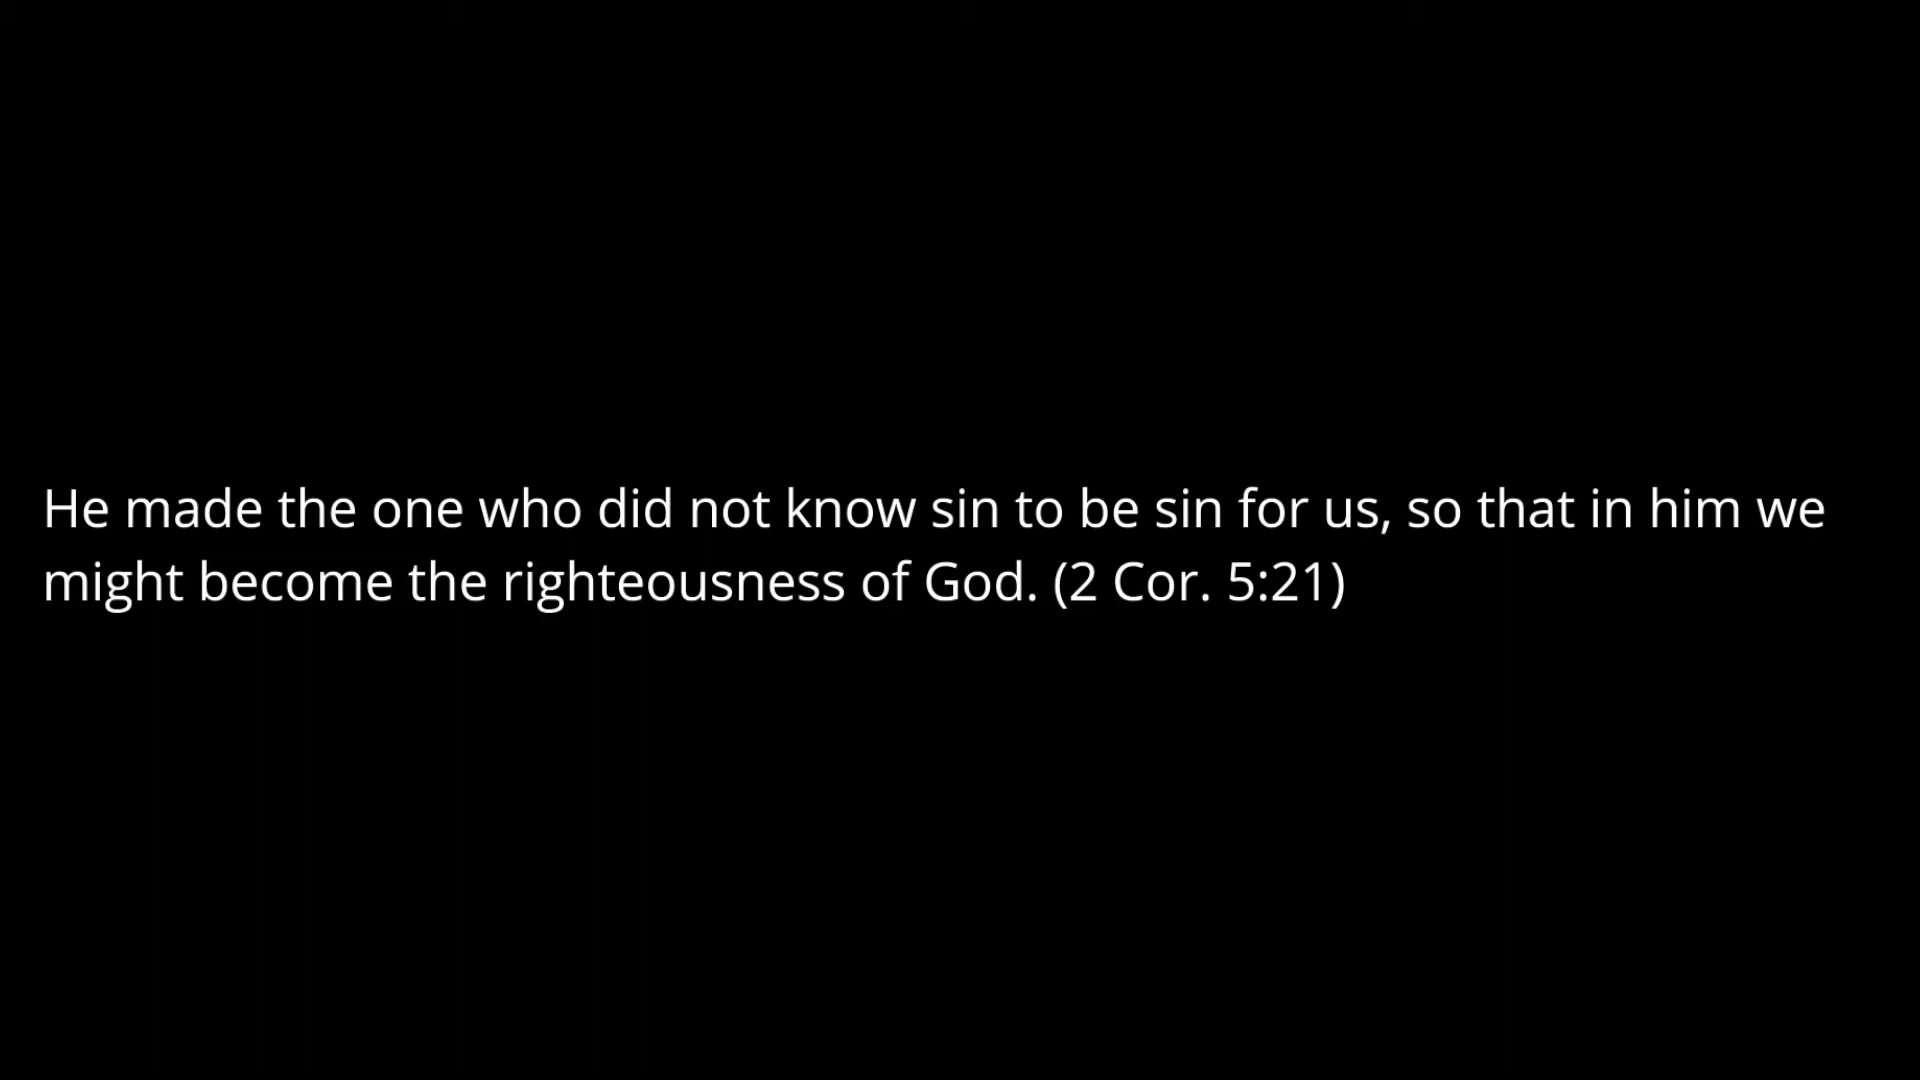 He made the one who did not know sin to be sin for us, so that in him we
might become the righteousness of God. (2 Cor. 5:21)